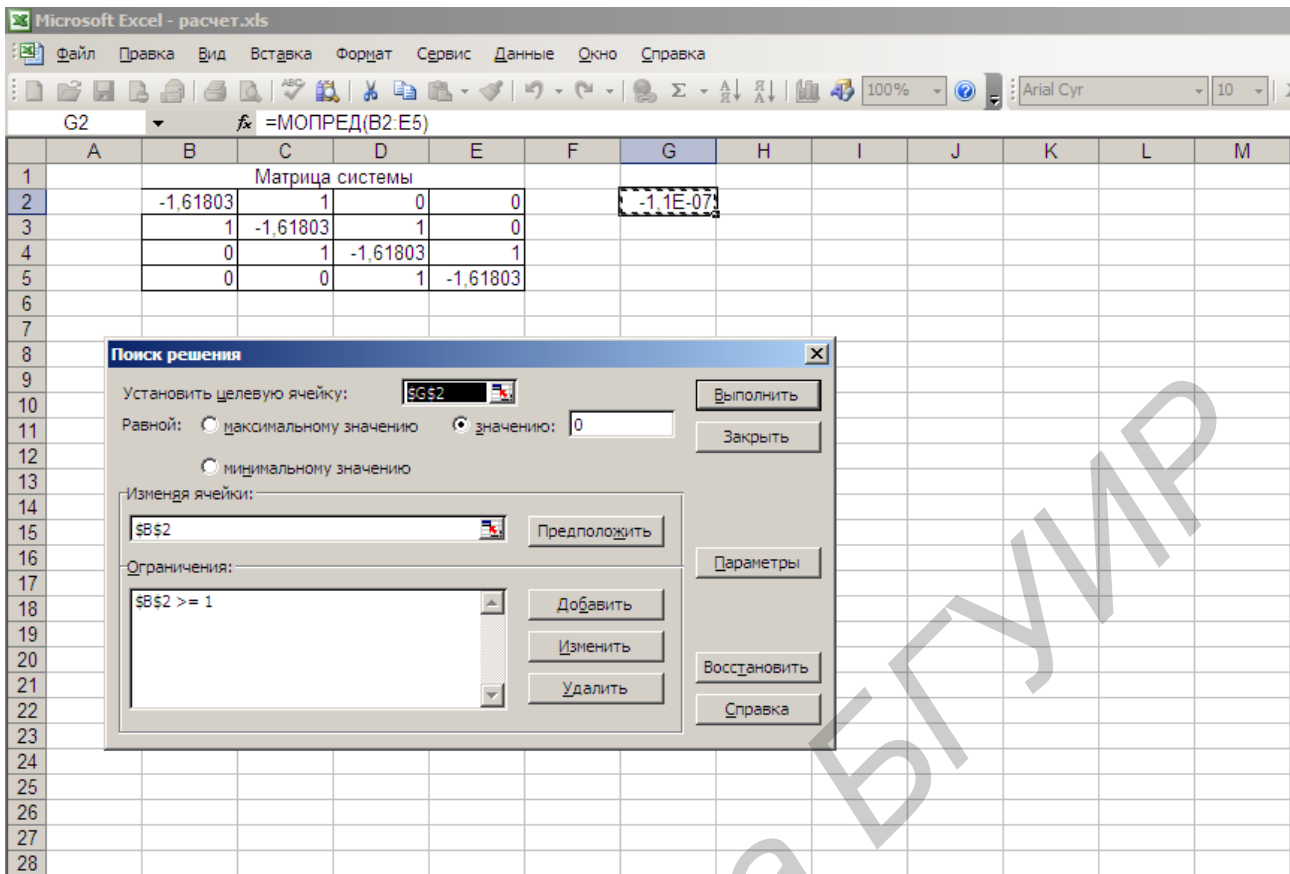 Microsoft Excel - расчет.xls
Файл Правка Вид Вставка Формат Сервис Данные Окно Справка
100% Arial Cyr 10
G2 fx =МОПРЕД(B2:E5)
A B C D E F G H I J K L M
1 Матрица системы
2 -1,61803 1 0 0 -1,1E-07
3 1 -1,61803 1 0
4 0 1 -1,61803 1
5 0 0 1 -1,61803
6
7
8
9
10
11
12
13
14
15
16
17
18
19
20
21
22
23
24
25
26
27
28
Поиск решения
Установить целевую ячейку: $G$2 Выполнить
Равной: максимальному значению значению: 0 Закрыть
минимальному значению
Изменяя ячейки:
$B$2 Предположить
Ограничения: Параметры
$B$2 >= 1 Добавить
Изменить
Восстановить
Удалить
Справка
БГУИР